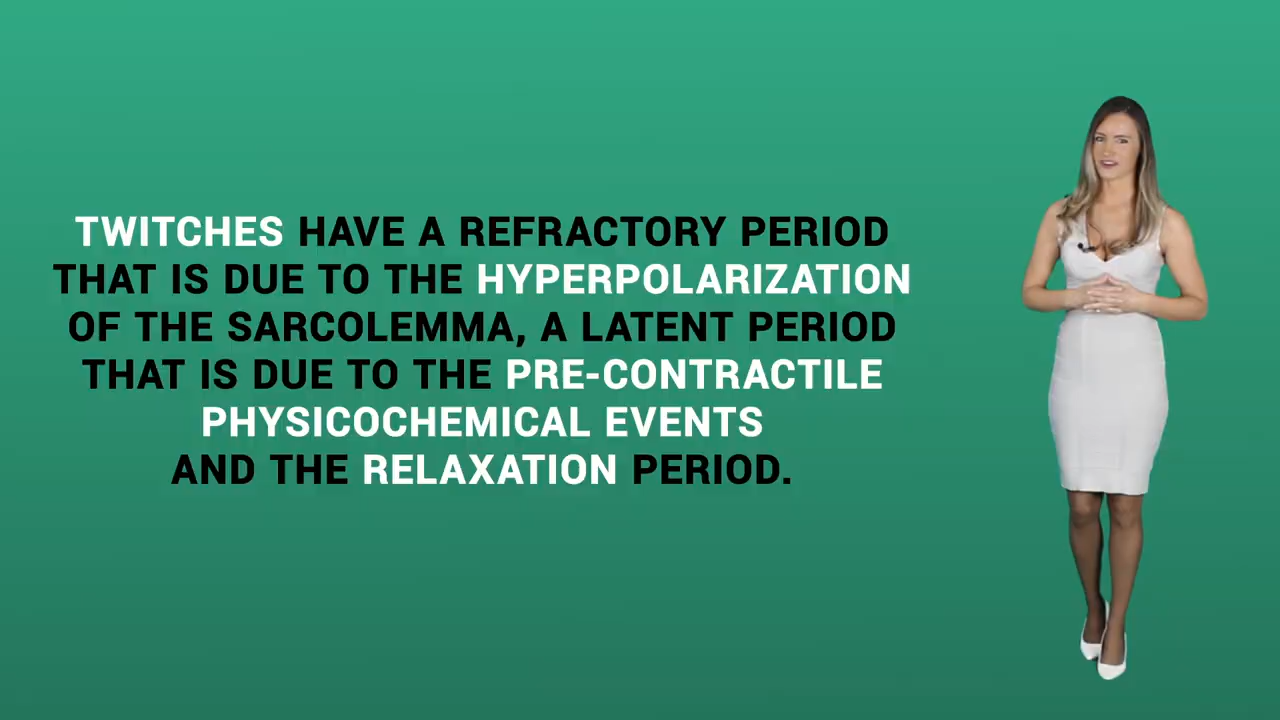 TWITCHES HAVE A REFRACTORY PERIOD
THAT IS DUE TO THE HYPERPOLARIZATION
OF THE SARCOLEMMA, A LATENT PERIOD
THAT IS DUE TO THE PRE-CONTRACTILE
PHYSICOCHEMICAL EVENTS
AND THE RELAXATION PERIOD.